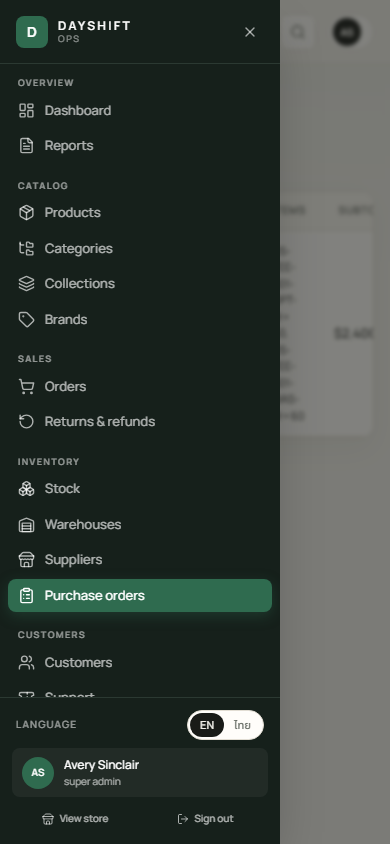 D
DAYSHIFT
OPS
OVERVIEW
Dashboard
Reports
CATALOG
Products
Categories
Collections
Brands
SALES
Orders
Returns & refunds
INVENTORY
Stock
Warehouses
Suppliers
Purchase orders
CUSTOMERS
Customers
Support
LANGUAGE
EN ไทย
AS
Avery Sinclair
super admin
View store
Sign out